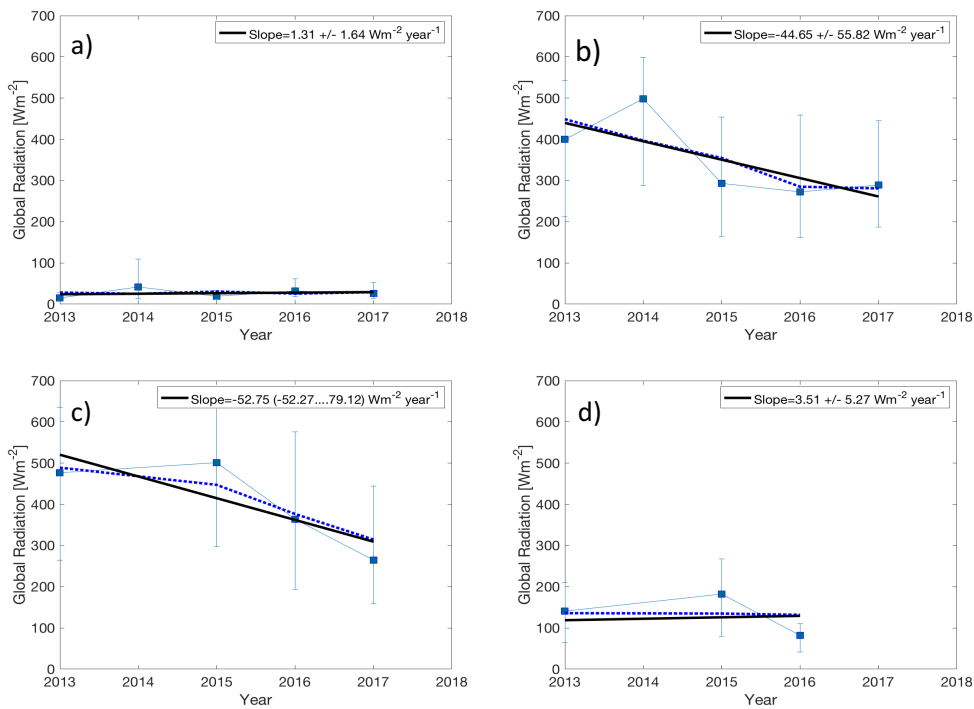 a)
Slope=1.31 +/- 1.64 Wm-2 year-1
Global Radiation [Wm-2]
700
600
500
400
300
200
100
0
2013 2014 2015 2016 2017 2018
Year
b)
Slope=-44.65 +/- 55.82 Wm-2 year-1
Global Radiation [Wm-2]
700
600
500
400
300
200
100
0
2013 2014 2015 2016 2017 2018
Year
c)
Slope=-52.75 (-52.27....79.12) Wm-2 year-1
Global Radiation [Wm-2]
700
600
500
400
300
200
100
0
2013 2014 2015 2016 2017 2018
Year
d)
Slope=3.51 +/- 5.27 Wm-2 year-1
Global Radiation [Wm-2]
700
600
500
400
300
200
100
0
2013 2014 2015 2016 2017 2018
Year